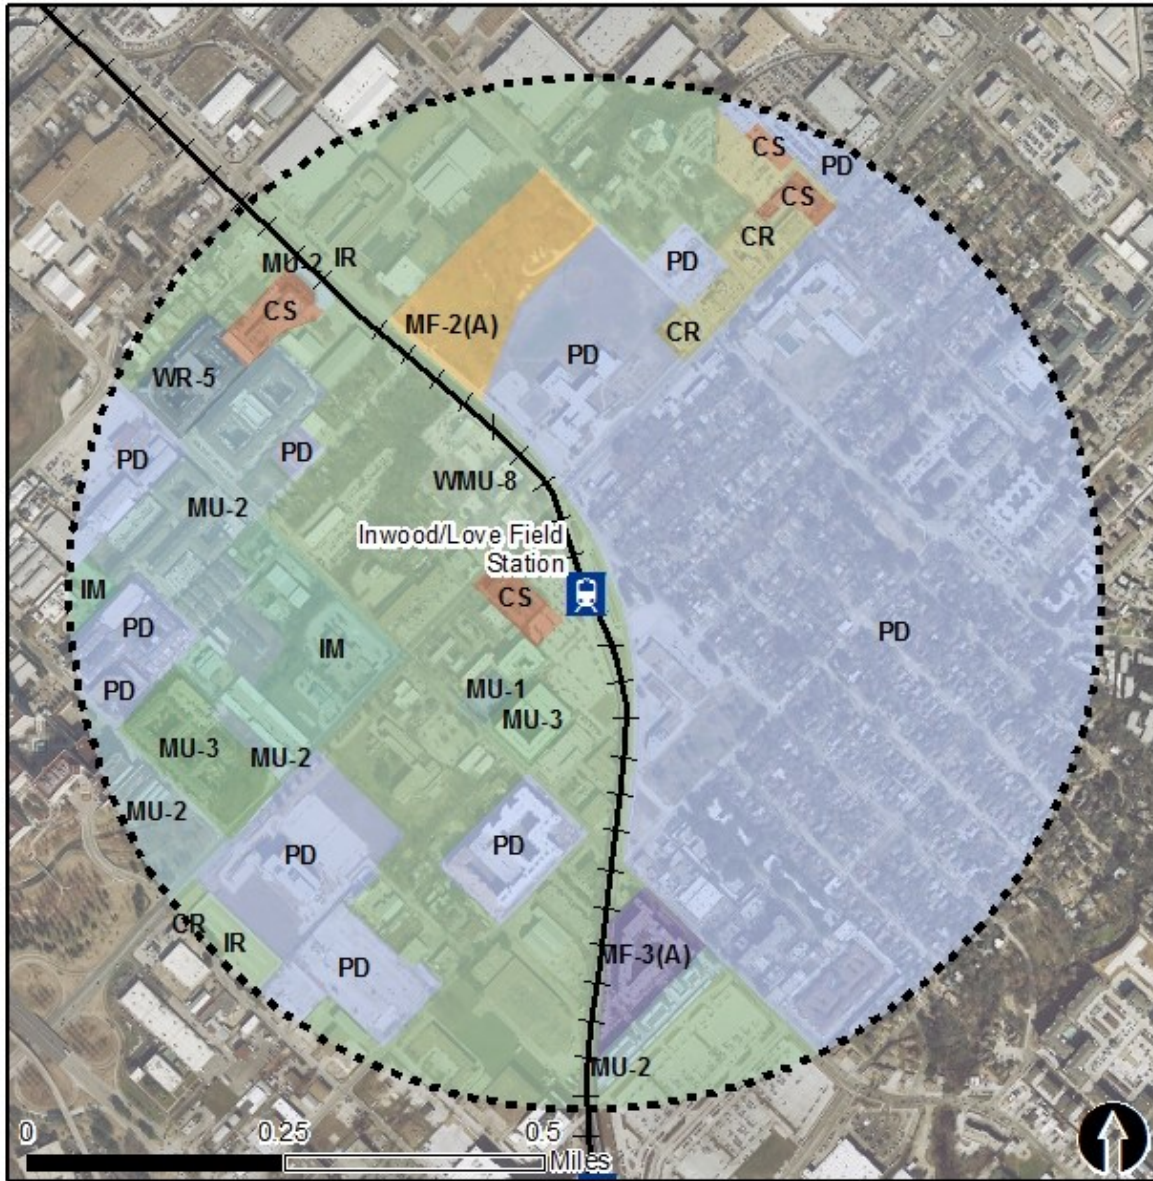 CS
PD
CS
CR
PD
MU-2
IR
CS
MF-2(A)
CR
PD
WR-5
PD
PD
WMU-8
MU-2
Inwood/Love Field
Station
IM
CS
PD
PD
IM
PD
MU-1
MU-3
MU-3
MU-2
MU-2
PD
PD
CR
IR
MF-3(A)
PD
MU-2
0
0.25
0.5
Miles